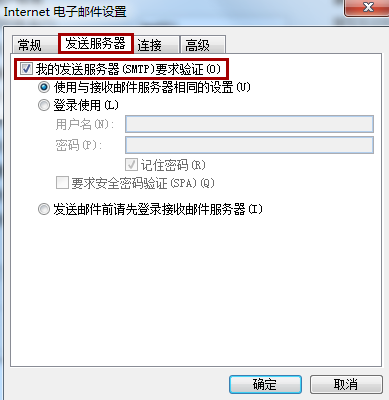 Internet 电子邮件设置
常规 发送服务器 连接 高级
我的发送服务器(SMTP)要求验证(O)
使用与接收邮件服务器相同的设置(U)
登录使用(L)
用户名(N):
密码(P):
记住密码(R)
要求安全密码验证(SPA)(Q)
发送邮件前请先登录接收邮件服务器(I)
确定 取消